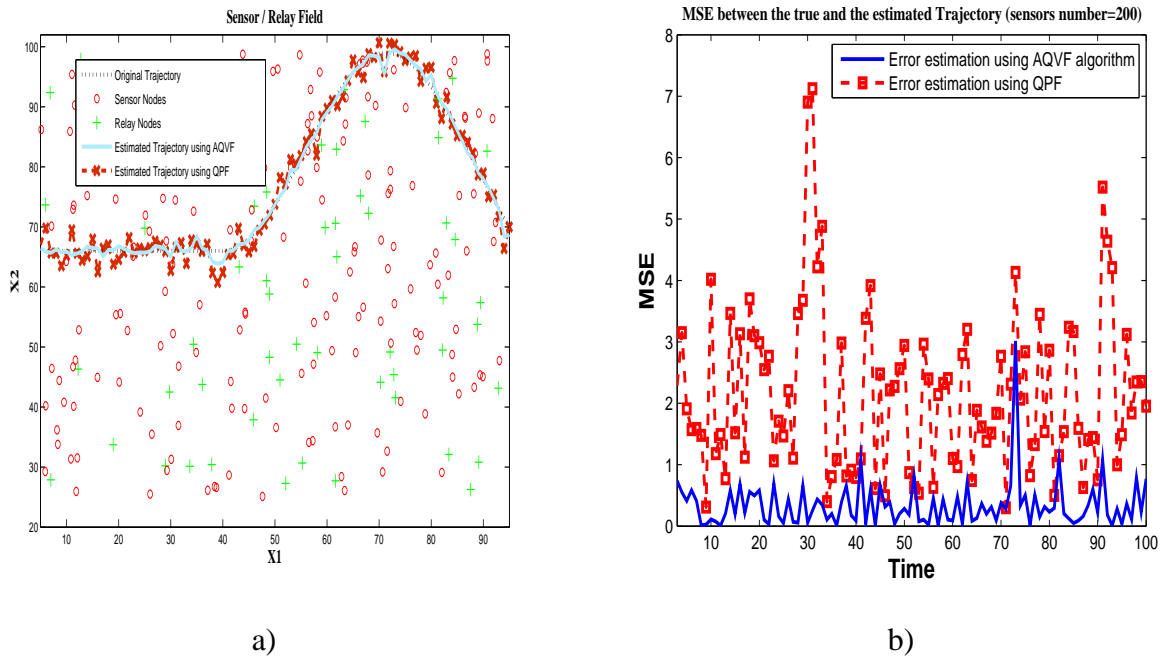 Sensor / Relay Field
100
90
80
70
60
50
40
30
20
X2
Original Trajectory
Sensor Nodes
Relay Nodes
Estimated Trajectory using AQVF
Estimated Trajectory using QPF
10 20 30 40 50 60 70 80 90
X1
a)
MSE between the true and the estimated Trajectory (sensors number=200)
8
7
6
5
4
3
2
1
0
MSE
Error estimation using AQVF algorithm
Error estimation using QPF
10 20 30 40 50 60 70 80 90 100
Time
b)